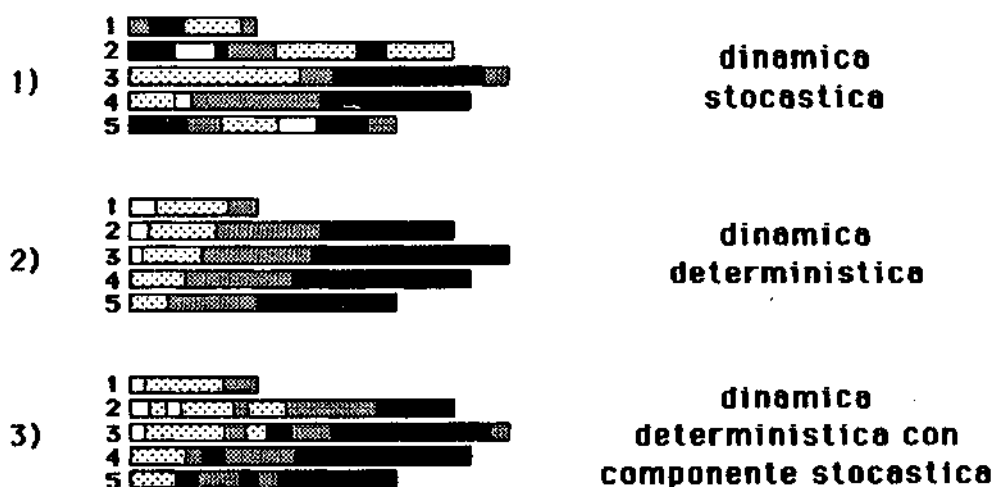 1)
1
2
3
4
5
dinamica
stocastica
2)
1
2
3
4
5
dinamica
deterministica
3)
1
2
3
4
5
dinamica
deterministica con
componente stocastica